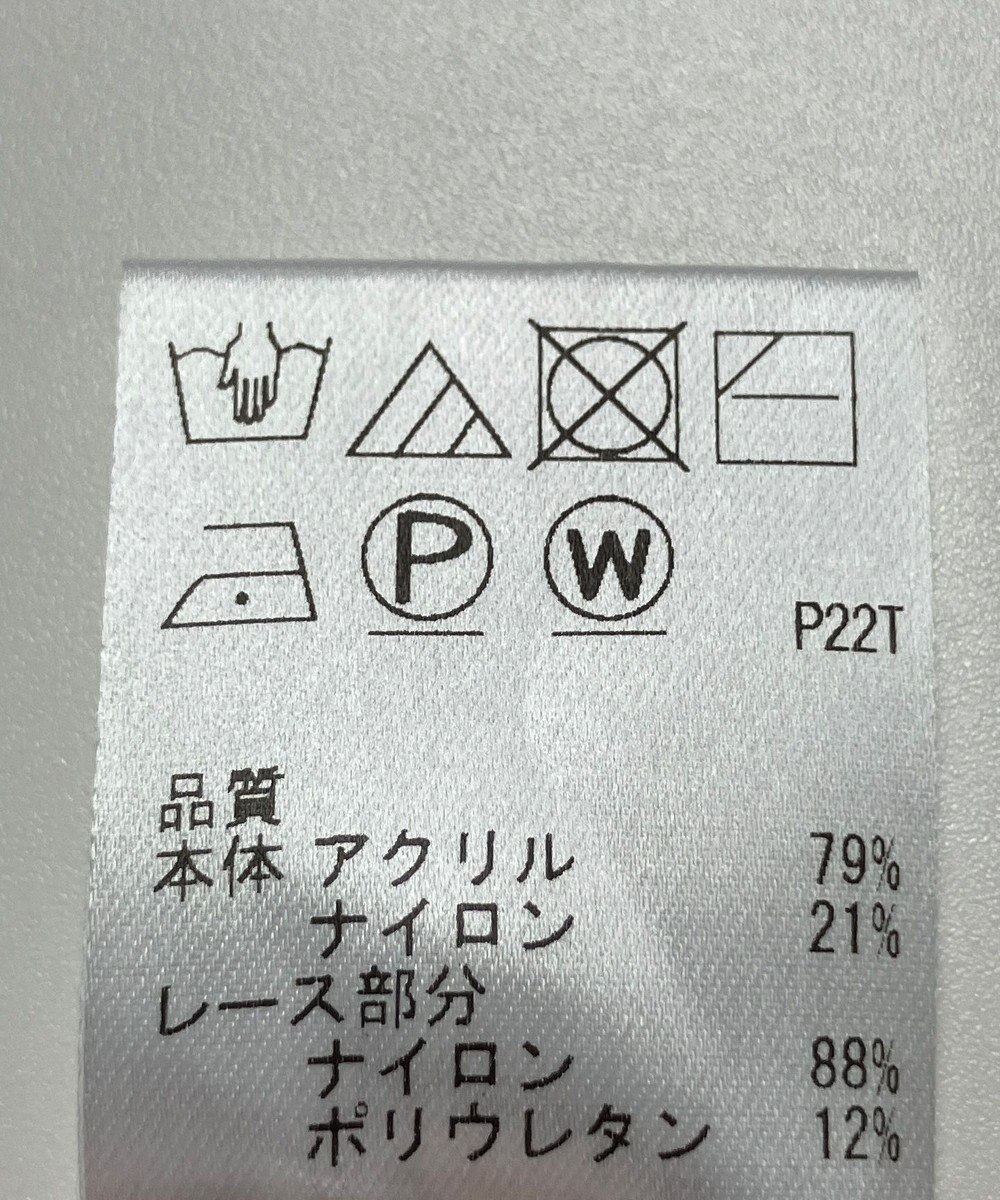 P W
P22T
品質
本体 アクリル 79%
ナイロン 21%
レース部分
ナイロン 88%
ポリウレタン 12%